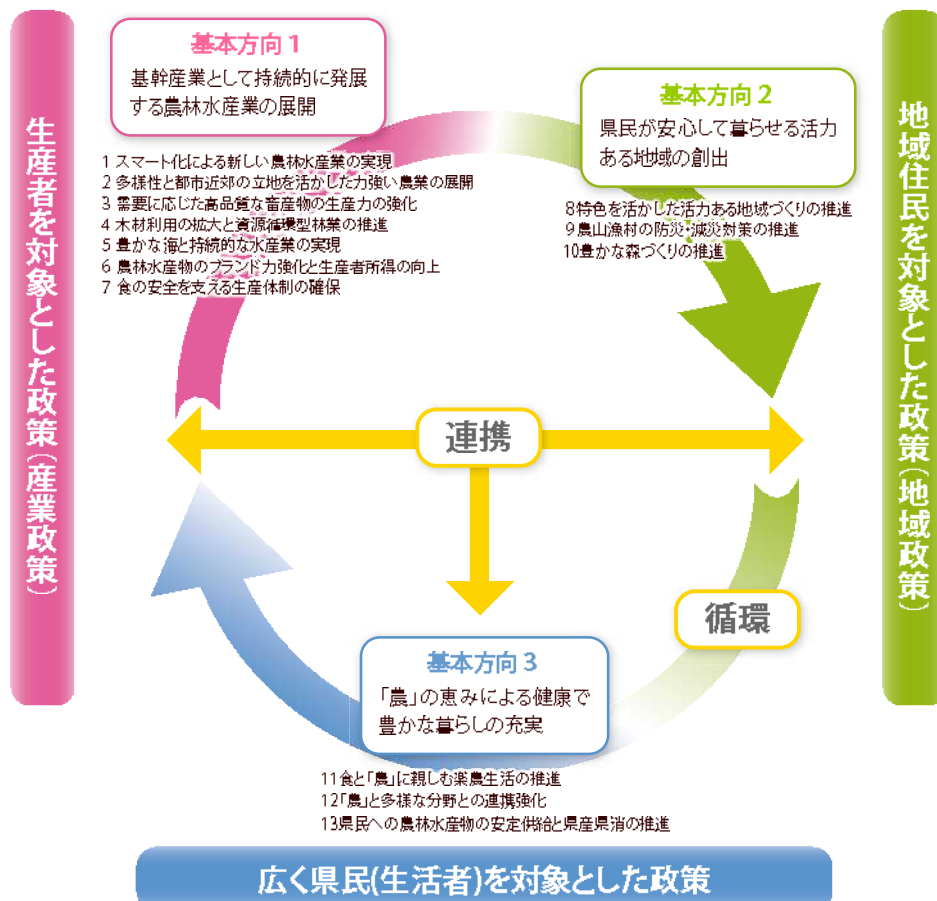 生産者を対象とした政策(産業政策)
基本方向1
基幹産業として持続的に発展
する農林水産業の展開
1 スマート化による新しい農林水産業の実現
2 多様性と都市近郊の立地を活かした力強い農業の展開
3 需要に応じた高品質な畜産物の生産力の強化
4 木材利用の拡大と資源循環型林業の推進
5 豊かな海と持続的な水産業の実現
6 農林水産物のブランド力強化と生産者所得の向上
7 食の安全を支える生産体制の確保
基本方向2
県民が安心して暮らせる活力
ある地域の創出
8特色を活かした活力ある地域づくりの推進
9農山漁村の防災・減災対策の推進
10豊かな森づくりの推進
地域住民を対象とした政策(地域政策)
連携
循環
基本方向3
「農」の恵みによる健康で
豊かな暮らしの充実
11食と「農」に親しむ楽農生活の推進
12「農」と多様な分野との連携強化
13県民への農林水産物の安定供給と県産県消の推進
広く県民(生活者)を対象とした政策